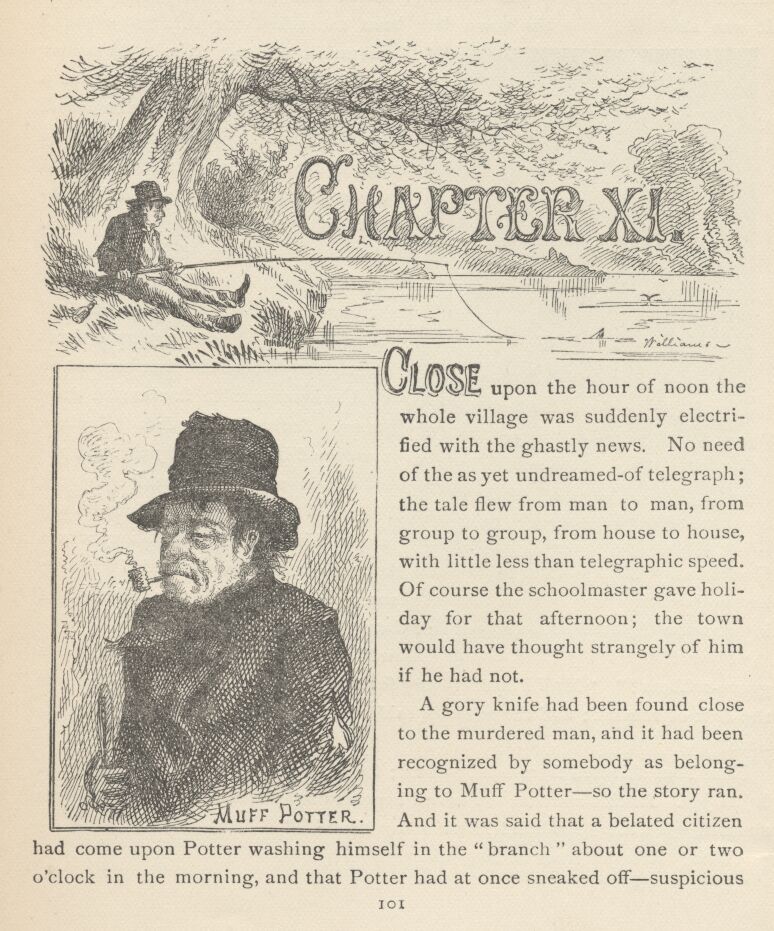 CHAPTER XI.
Williams
CLOSE upon the hour of noon the
whole village was suddenly electri-
fied with the ghastly news. No need
of the as yet undreamed-of telegraph;
the tale flew from man to man, from
group to group, from house to house,
with little less than telegraphic speed.
Of course the schoolmaster gave holi-
day for that afternoon; the town
would have thought strangely of him
if he had not.
A gory knife had been found close
to the murdered man, and it had been
recognized by somebody as belong-
ing to Muff Potter—so the story ran.
And it was said that a belated citizen
MUFF POTTER.
had come upon Potter washing himself in the "branch" about one or two
o'clock in the morning, and that Potter had at once sneaked off—suspicious
101